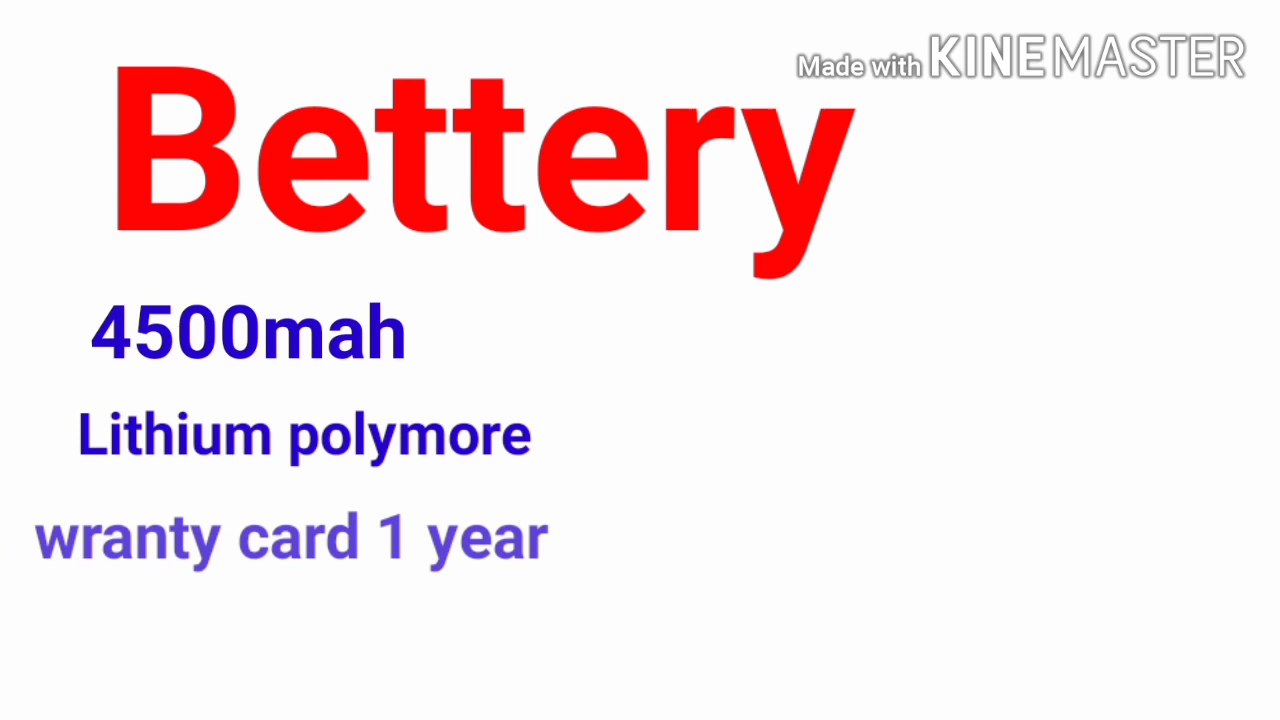 Made with KINEMASTER
Bettery
4500mah
Lithium polymore
wranty card 1 year